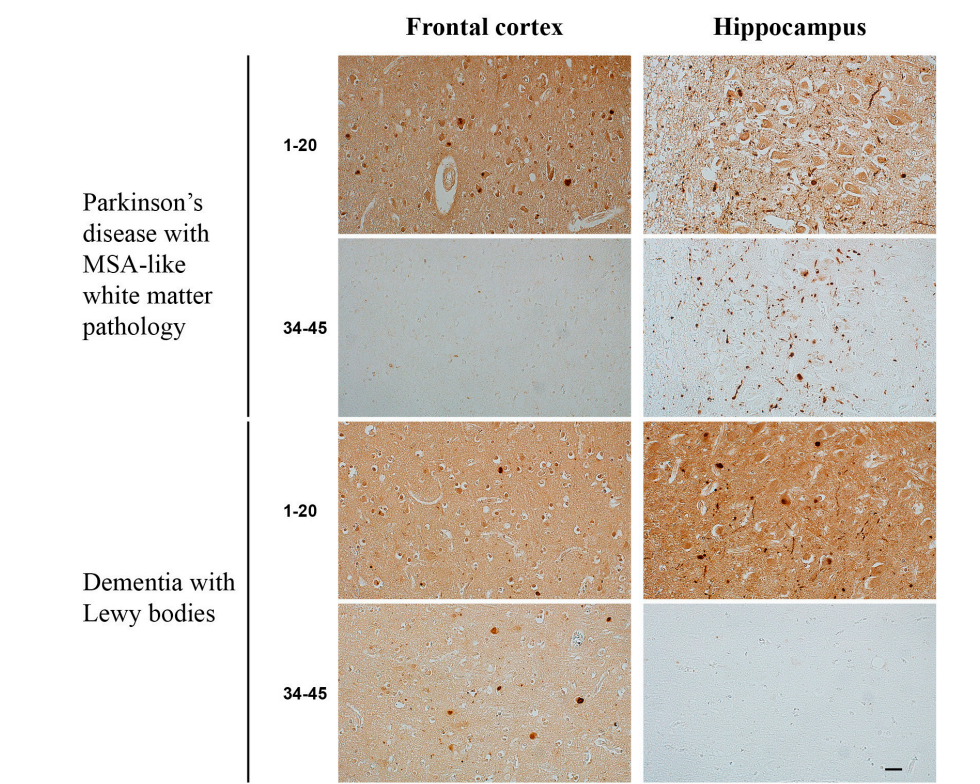 Frontal cortex
Hippocampus
1-20
Parkinson's
disease with
MSA-like
white matter
pathology
34-45
1-20
Dementia with
Lewy bodies
34-45